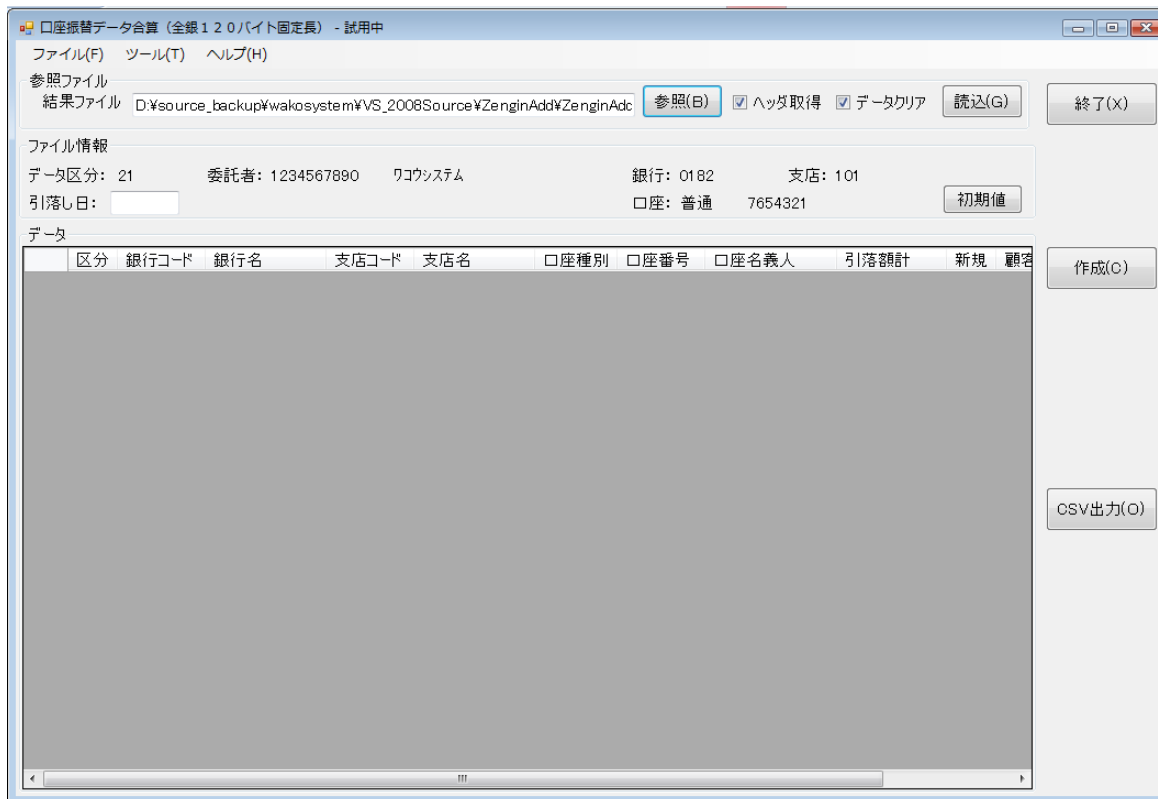 口座振替データ合算（全銀１２０バイト固定長） - 試用中
ファイル(F) ツール(T) ヘルプ(H)
参照ファイル
結果ファイル D:¥source_backup¥wakosystem¥VS_2008Source¥ZenginAdd¥ZenginAdd 参照(B) ヘッダ取得 データクリア 読込(G) 終了(X)
ファイル情報
データ区分: 21 委託者: 1234567890 ﾜｺｳｼｽﾃﾑ 銀行: 0182 支店: 101
引落し日: 口座: 普通 7654321 初期値
データ
区分 銀行コード 銀行名 支店コード 支店名 口座種別 口座番号 口座名義人 引落額計 新規 顧客
作成(C)
CSV出力(O)